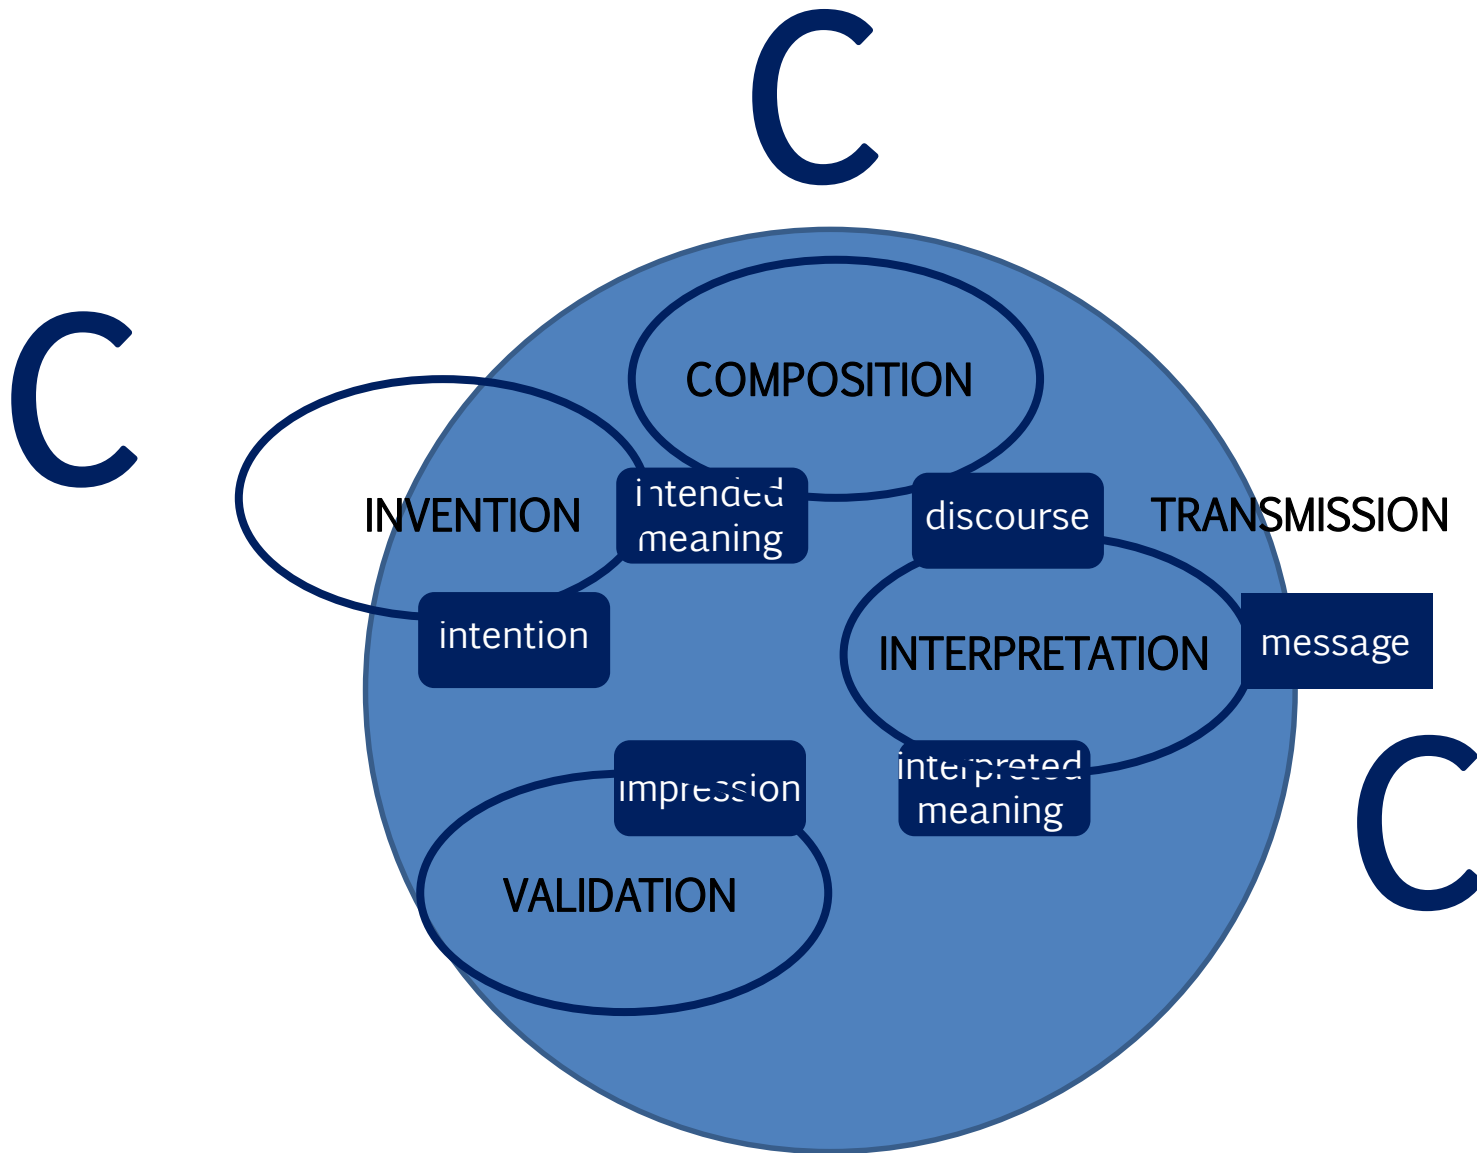 C
C
COMPOSITION
INVENTION
intended
meaning
discourse
TRANSMISSION
intention
INTERPRETATION
message
impression
interpreted
meaning
C
VALIDATION